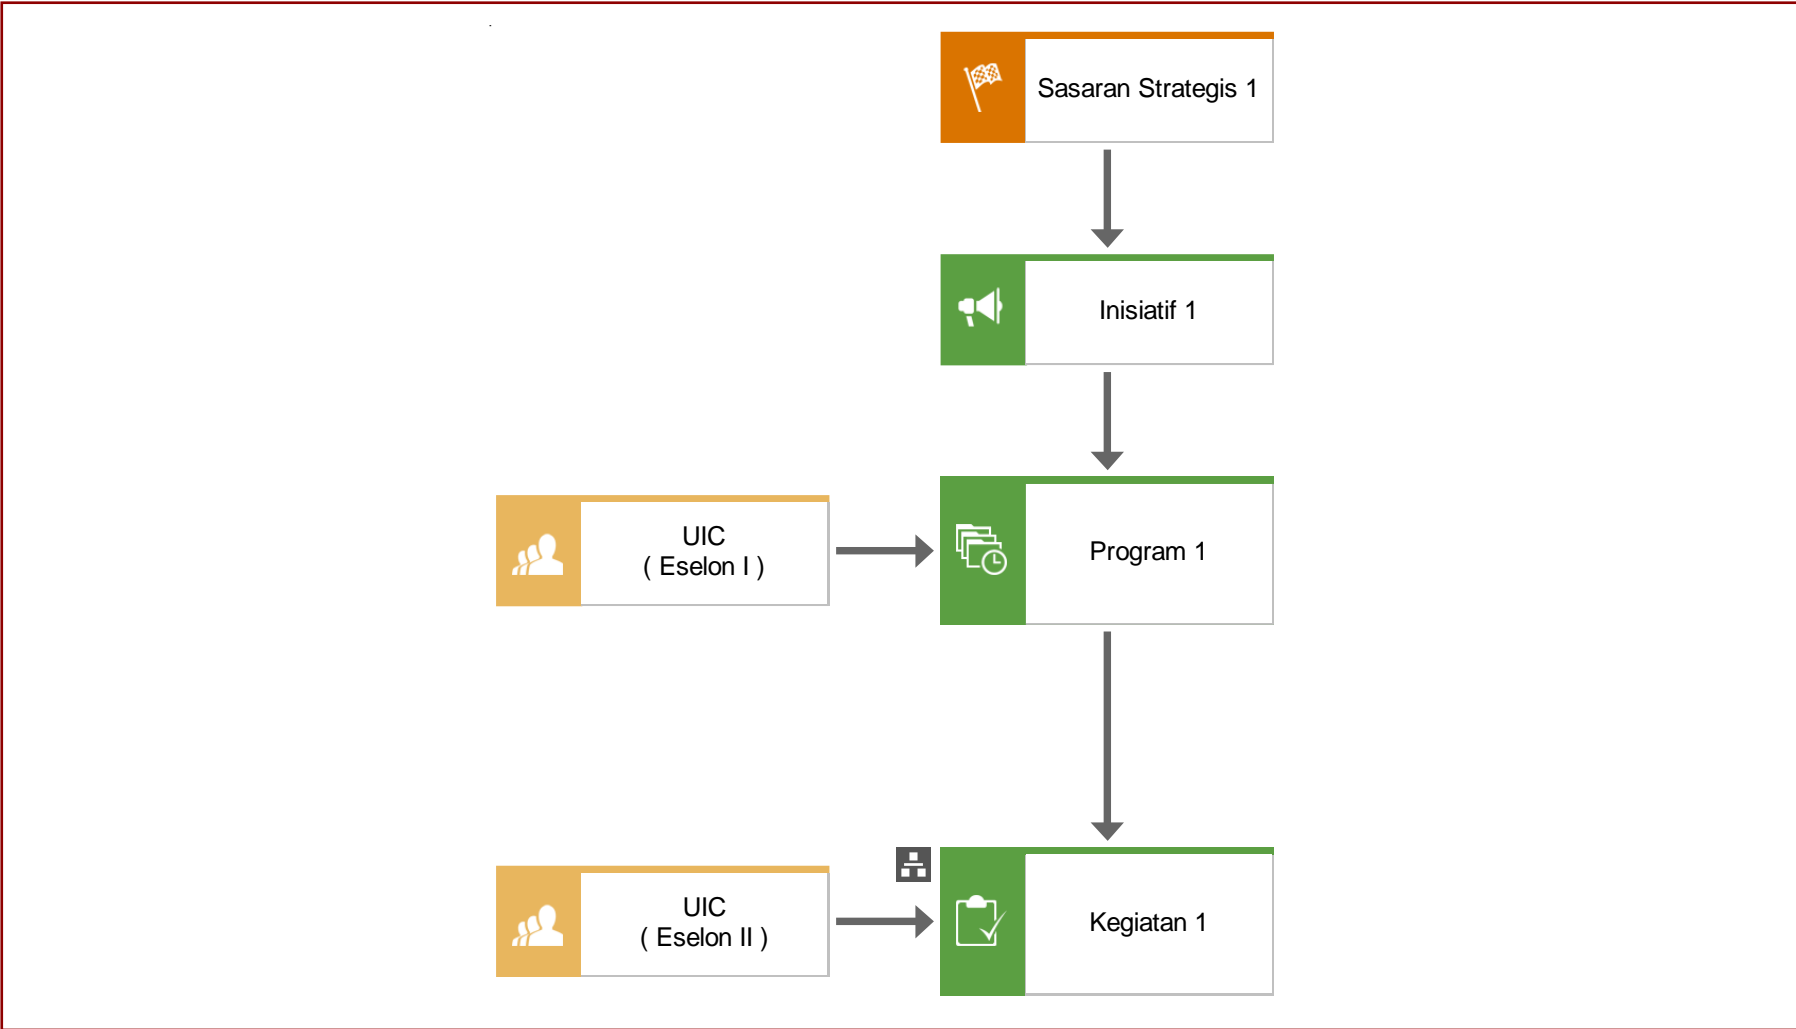 Sasaran Strategis 1
Inisiatif 1
UIC
( Eselon I )
Program 1
UIC
( Eselon II )
Kegiatan 1